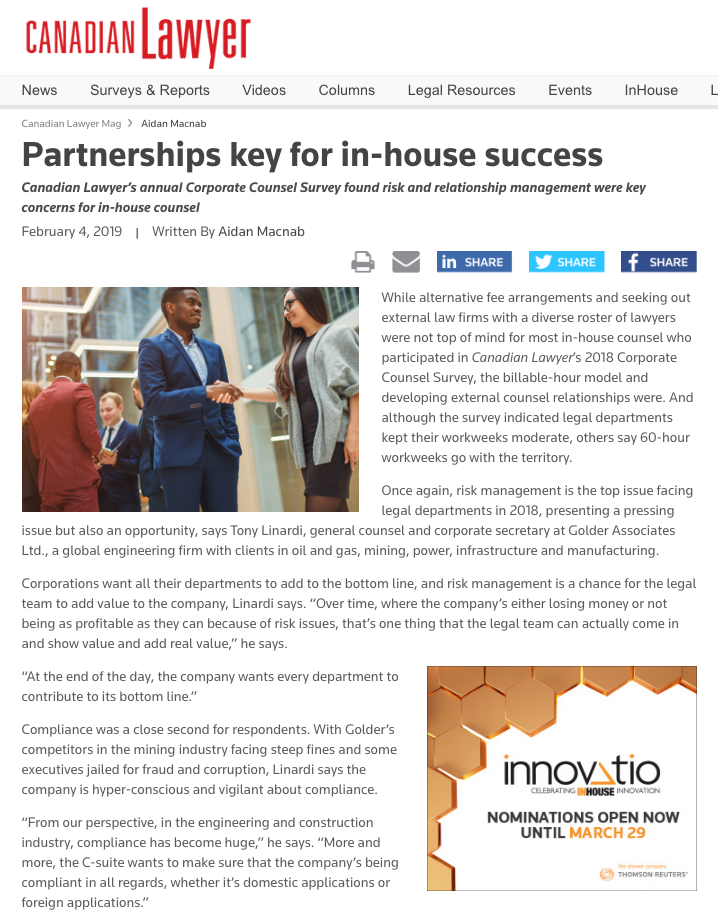 CANADIAN Lawyer
News Surveys & Reports Videos Columns Legal Resources Events InHouse L
Canadian Lawyer Mag > Aidan Macnab
Partnerships key for in-house success
Canadian Lawyer's annual Corporate Counsel Survey found risk and relationship management were key
concerns for in-house counsel
February 4, 2019 | Written By Aidan Macnab
in SHARE SHARE f SHARE
While alternative fee arrangements and seeking out
external law firms with a diverse roster of lawyers
were not top of mind for most in-house counsel who
participated in Canadian Lawyer's 2018 Corporate
Counsel Survey, the billable-hour model and
developing external counsel relationships were. And
although the survey indicated legal departments
kept their workweeks moderate, others say 60-hour
workweeks go with the territory.
Once again, risk management is the top issue facing
legal departments in 2018, presenting a pressing
issue but also an opportunity, says Tony Linardi, general counsel and corporate secretary at Golder Associates
Ltd., a global engineering firm with clients in oil and gas, mining, power, infrastructure and manufacturing.
Corporations want all their departments to add to the bottom line, and risk management is a chance for the legal
team to add value to the company, Linardi says. “Over time, where the company’s either losing money or not
being as profitable as they can because of risk issues, that’s one thing that the legal team can actually come in
and show value and add real value,” he says.
“At the end of the day, the company wants every department to
contribute to its bottom line.”
Compliance was a close second for respondents. With Golder’s
competitors in the mining industry facing steep fines and some
executives jailed for fraud and corruption, Linardi says the
company is hyper-conscious and vigilant about compliance.
“From our perspective, in the engineering and construction
industry, compliance has become huge,” he says. “More and
more, the C-suite wants to make sure that the company’s being
compliant in all regards, whether it’s domestic applications or
foreign applications.”
innovatio
CELEBRATING INHOUSE INNOVATION
NOMINATIONS OPEN NOW
UNTIL MARCH 29
the answer company
THOMSON REUTERS